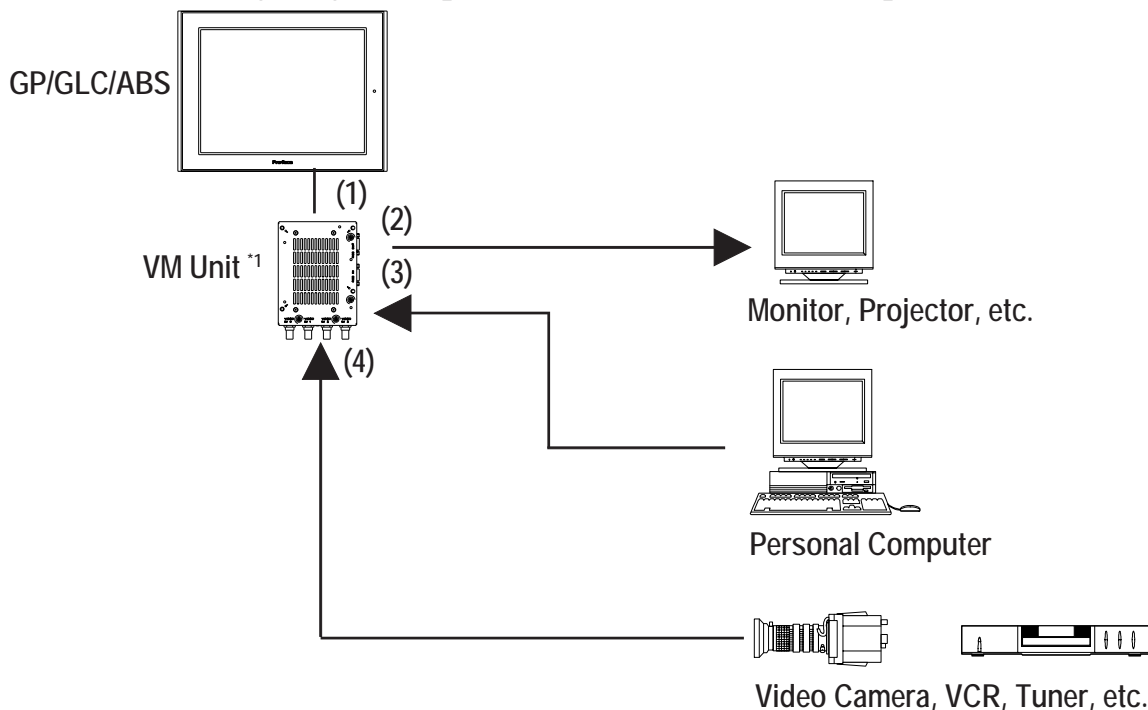 GP/GLC/ABS
(1)
(2)
VM Unit *1
(3)
Monitor, Projector, etc.
(4)
Personal Computer
Video Camera, VCR, Tuner, etc.